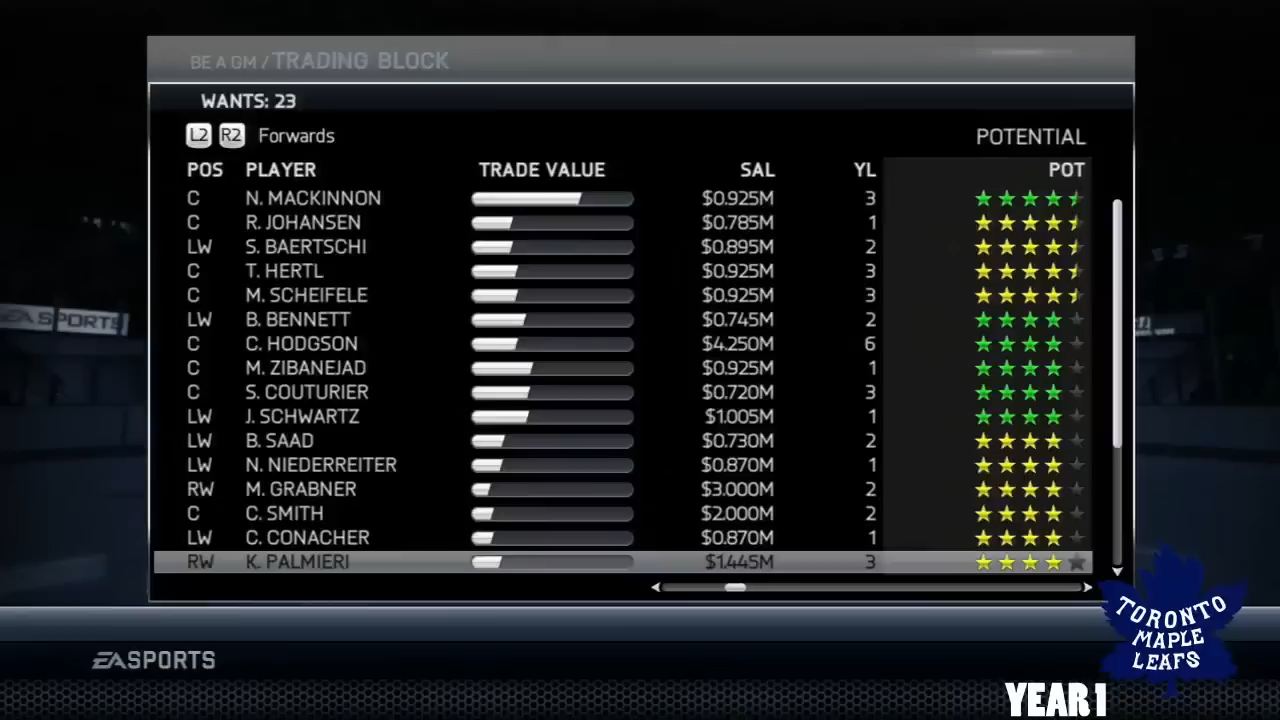 BE A GM / TRADING BLOCK
WANTS: 23
L2 R2 Forwards POTENTIAL
POS PLAYER TRADE VALUE SAL YL POT
C N. MACKINNON $0.925M 3
C R. JOHANSEN $0.785M 1
LW S. BAERTSCHI $0.895M 2
C T. HERTL $0.925M 3
C M. SCHEIFELE $0.925M 3
LW B. BENNETT $0.745M 2
C C. HODGSON $4.250M 6
C M. ZIBANEJAD $0.925M 1
C S. COUTURIER $0.720M 3
LW J. SCHWARTZ $1.005M 1
LW B. SAAD $0.730M 2
LW N. NIEDERREITER $0.870M 1
RW M. GRABNER $3.000M 2
C C. SMITH $2.000M 2
LW C. CONACHER $0.870M 1
RW K. PALMIERI $1.445M 3
EA SPORTS
TORONTO
MAPLE
LEAFS
EA SPORTS
YEAR 1